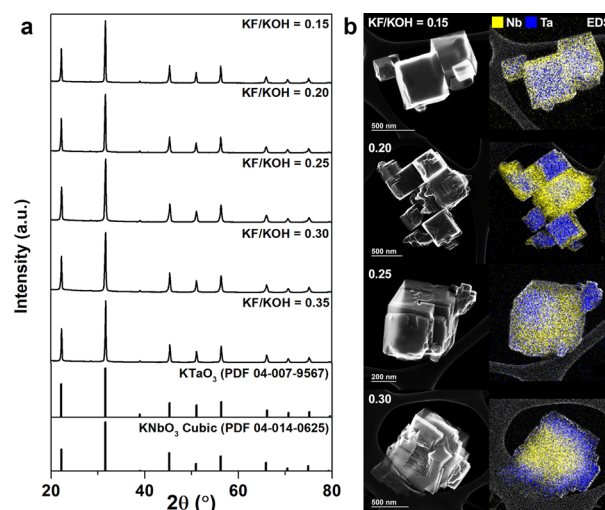 a
KF/KOH = 0.15
KF/KOH = 0.20
KF/KOH = 0.25
KF/KOH = 0.30
KF/KOH = 0.35
KTaO₃ (PDF 04-007-9567)
KNbO₃ Cubic (PDF 04-014-0625)
Intensity (a.u.)
20 30 40 50 60 70 80
2θ (°)
b
KF/KOH = 0.15
Nb Ta EDS
500 nm
0.20
500 nm
0.25
200 nm
0.30
500 nm